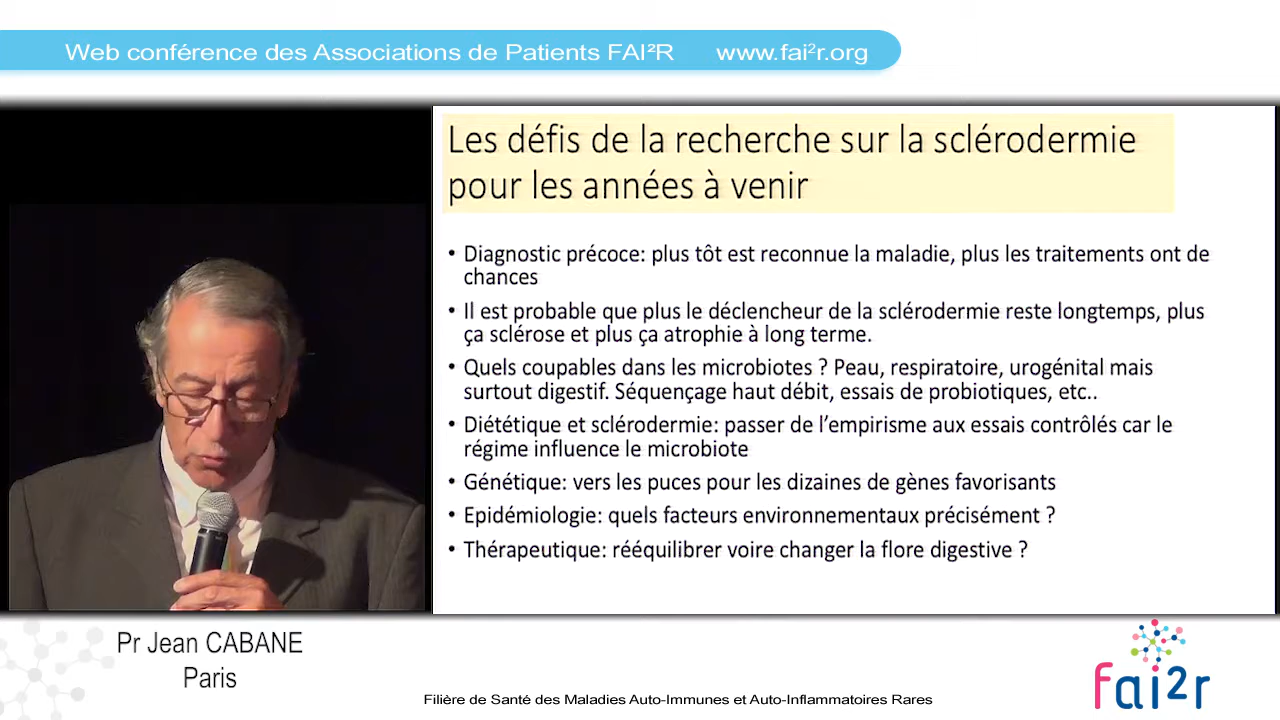 Web conférence des Associations de Patients FAI²R www.fai²r.org
Les défis de la recherche sur la sclérodermie
pour les années à venir
• Diagnostic précoce: plus tôt est reconnue la maladie, plus les traitements ont de
chances
• Il est probable que plus le déclencheur de la sclérodermie reste longtemps, plus
ça sclérose et plus ça atrophie à long terme.
• Quels coupables dans les microbiotes ? Peau, respiratoire, urogénital mais
surtout digestif. Séquençage haut débit, essais de probiotiques, etc..
• Diététique et sclérodermie: passer de l’empirisme aux essais contrôlés car le
régime influence le microbiote
• Génétique: vers les puces pour les dizaines de gènes favorisants
• Epidémiologie: quels facteurs environnementaux précisément ?
• Thérapeutique: rééquilibrer voire changer la flore digestive ?
Pr Jean CABANE
Paris
Filière de Santé des Maladies Auto-Immunes et Auto-Inflammatoires Rares
fai2r